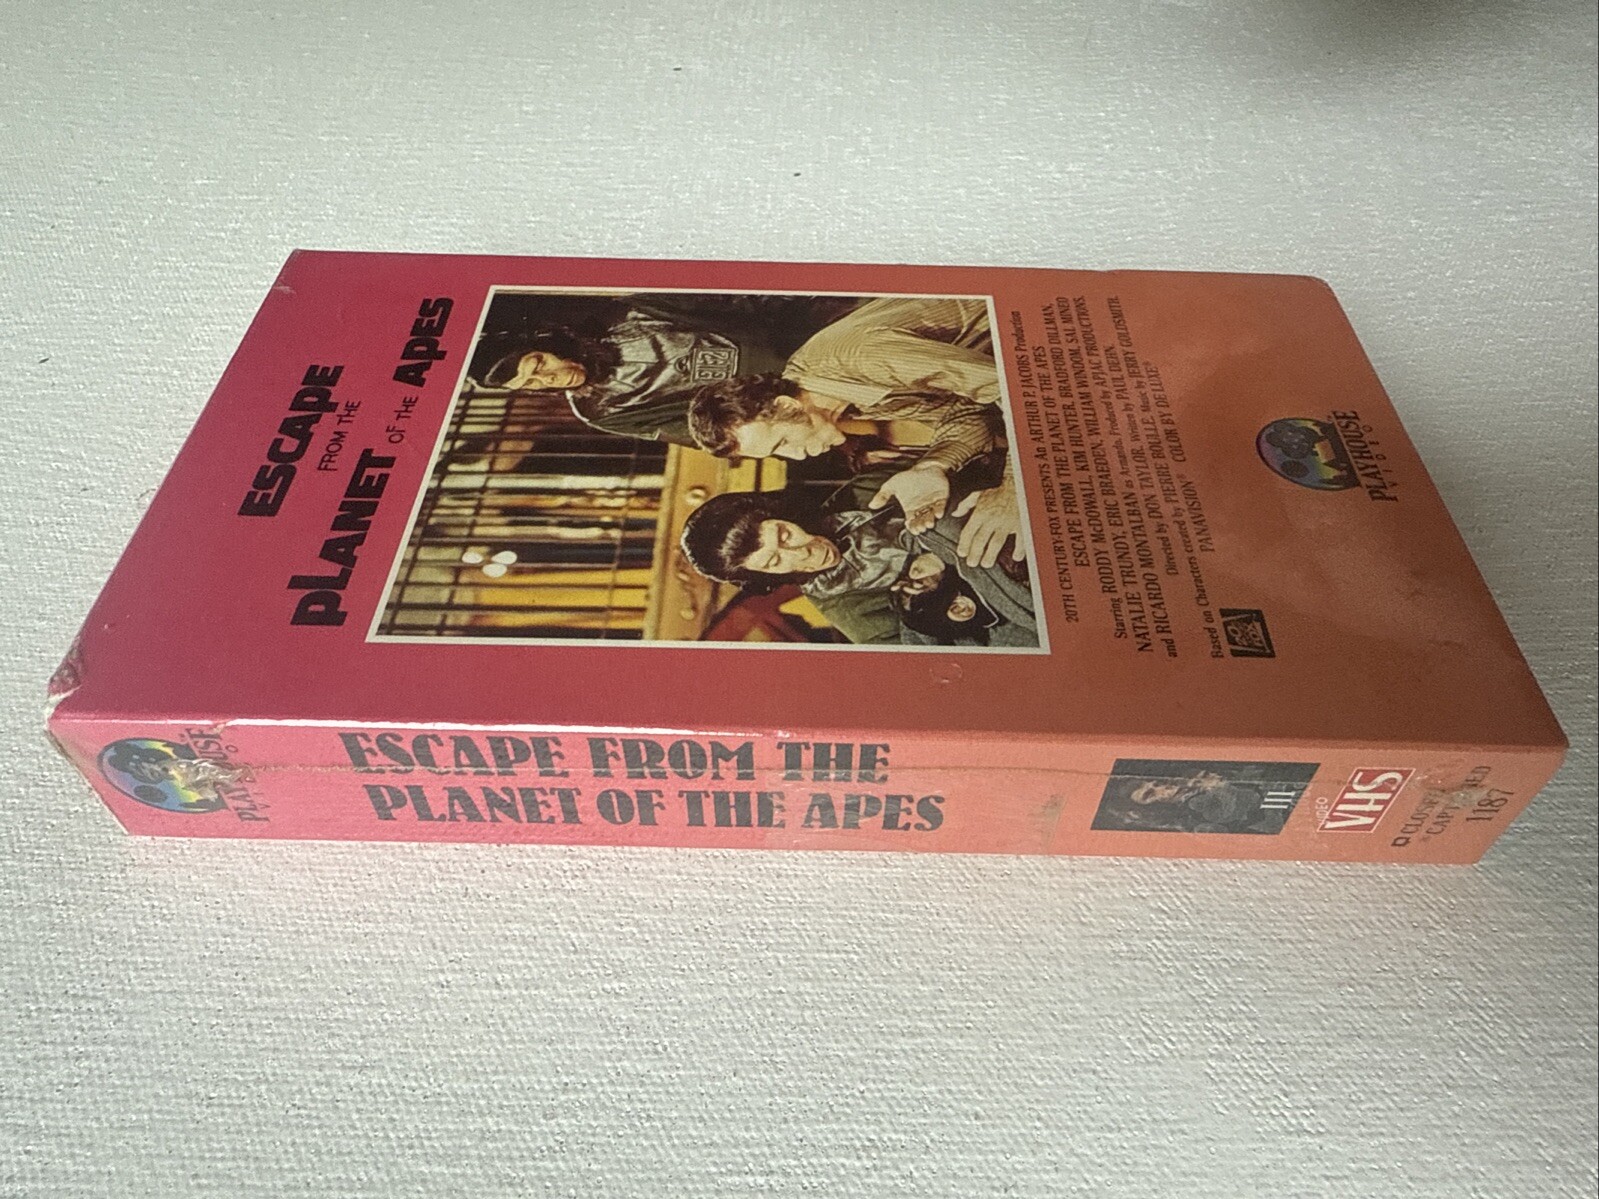 ESCAPE
FROM THE
PLANET OF THE APES
20TH CENTURY-FOX PRESENTS An ARTHUR P. JACOBS Production
ESCAPE FROM THE PLANET OF THE APES
Starring RODDY McDOWALL, KIM HUNTER, BRADFORD DILLMAN,
NATALIE TRUNDY, ERIC BRAEDEN, WILLIAM WINDOM, SAL MINEO
and RICARDO MONTALBAN as Armando. Produced by APJAC PRODUCTIONS.
Directed by DON TAYLOR. Written by PAUL DEHN.
Based on Characters created by PIERRE BOULLE. Music by JERRY GOLDSMITH.
PANAVISION® COLOR BY DE LUXE®
FOX
PLAYHOUSE
VIDEO
PLAYHOUSE
ESCAPE FROM THE
PLANET OF THE APES
III
VHS
CLOSED
CAPTIONED
1187